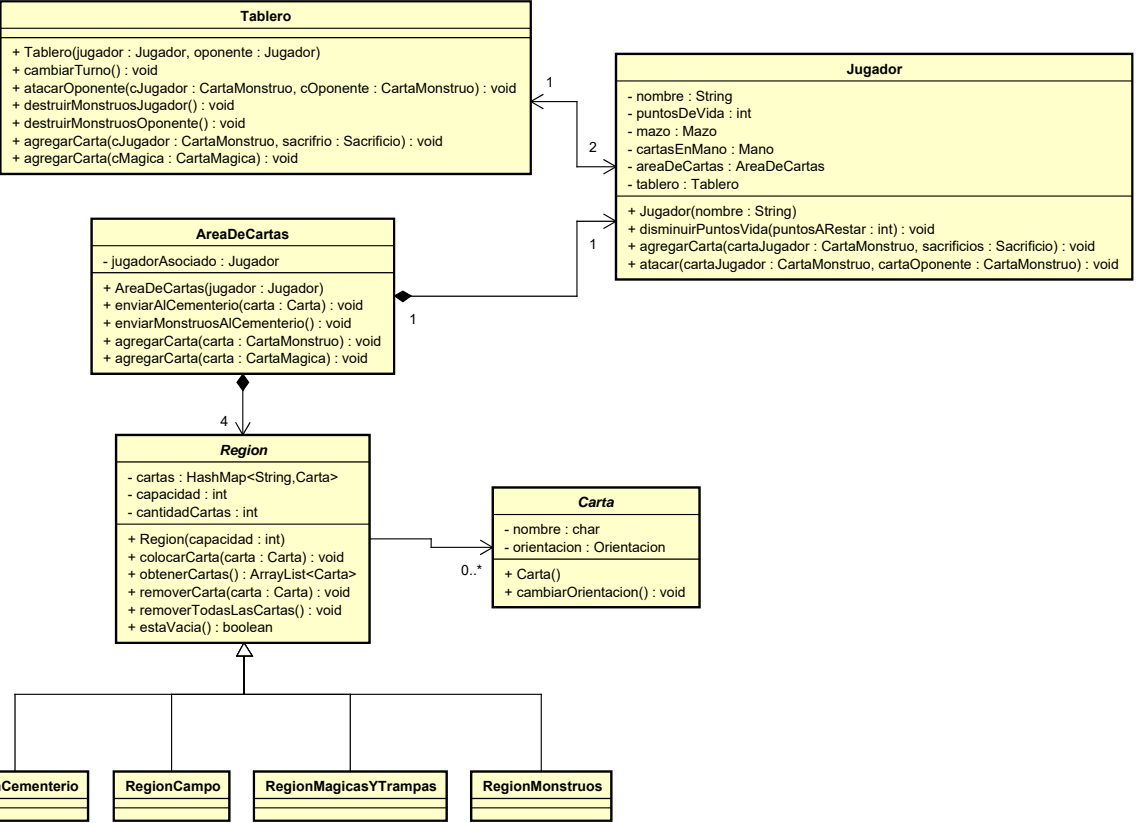 Tablero
+ Tablero(jugador : Jugador, oponente : Jugador)
+ cambiarTurno() : void
+ atacarOponente(cJugador : CartaMonstruo, cOponente : CartaMonstruo) : void
+ destruirMonstruosJugador() : void
+ destruirMonstruosOponente() : void
+ agregarCarta(cJugador : CartaMonstruo, sacrifrio : Sacrificio) : void
+ agregarCarta(cMagica : CartaMagica) : void
1
2
Jugador
- nombre : String
- puntosDeVida : int
- mazo : Mazo
- cartasEnMano : Mano
- areaDeCartas : AreaDeCartas
- tablero : Tablero
+ Jugador(nombre : String)
+ disminuirPuntosVida(puntosARestar : int) : void
+ agregarCarta(cartaJugador : CartaMonstruo, sacrificios : Sacrificio) : void
+ atacar(cartaJugador : CartaMonstruo, cartaOponente : CartaMonstruo) : void
AreaDeCartas
- jugadorAsociado : Jugador
+ AreaDeCartas(jugador : Jugador)
+ enviarAlCementerio(carta : Carta) : void
+ enviarMonstruosAlCementerio() : void
+ agregarCarta(carta : CartaMonstruo) : void
+ agregarCarta(carta : CartaMagica) : void
1
1
4
Region
- cartas : HashMap<String,Carta>
- capacidad : int
- cantidadCartas : int
+ Region(capacidad : int)
+ colocarCarta(carta : Carta) : void
+ obtenerCartas() : ArrayList<Carta>
+ removerCarta(carta : Carta) : void
+ removerTodasLasCartas() : void
+ estaVacia() : boolean
0..*
Carta
- nombre : char
- orientacion : Orientacion
+ Carta()
+ cambiarOrientacion() : void
Cementerio
RegionCampo
RegionMagicasYTrampas
RegionMonstruos